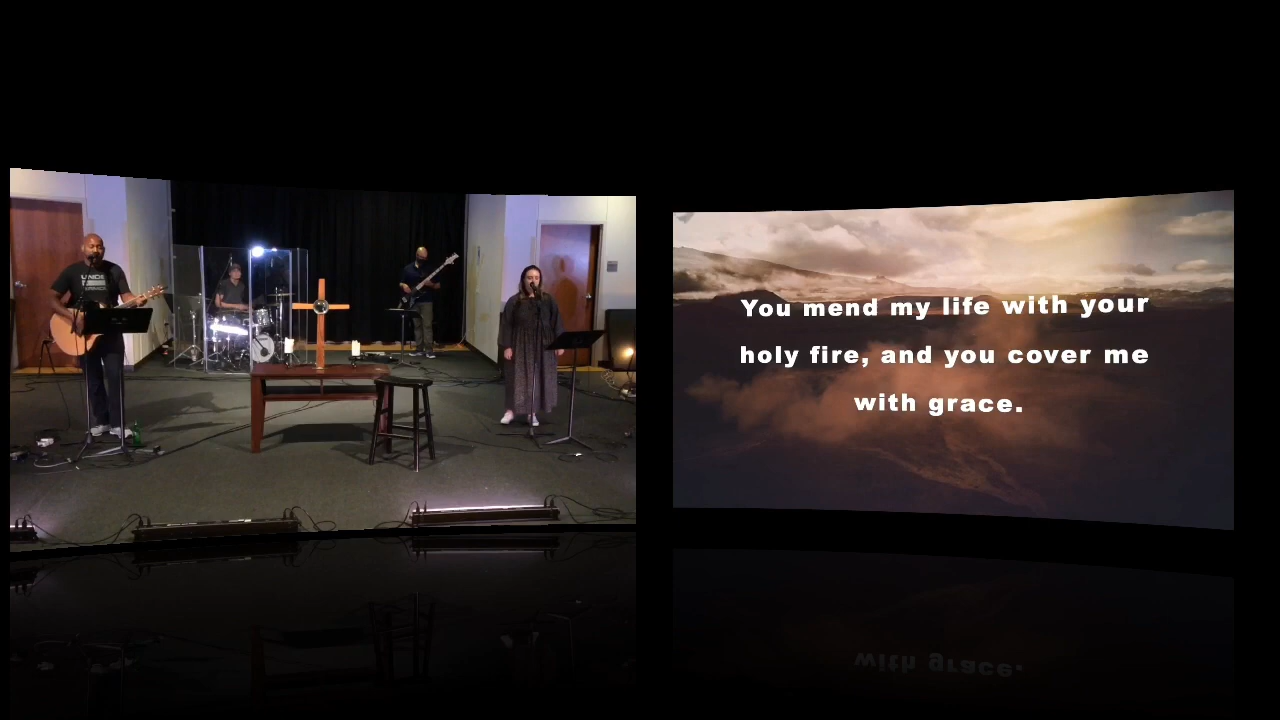 You mend my life with your
holy fire, and you cover me
with grace.